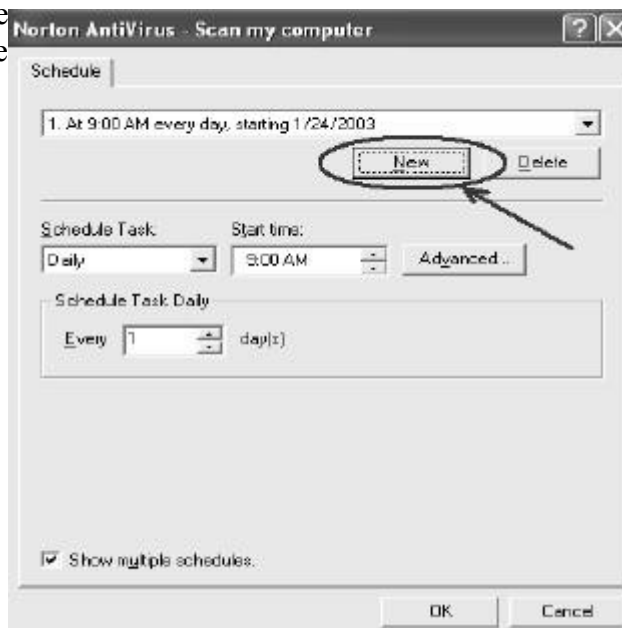 e
e
Norton AntiVirus - Scan my computer
Schedule
1. At 9:00 AM every day, starting 1/24/2003
New Delete
Schedule Task: Start time:
Daily 9:00 AM Advanced...
Schedule Task Daily
Every 1 day(s)
Show multiple schedules.
OK Cancel